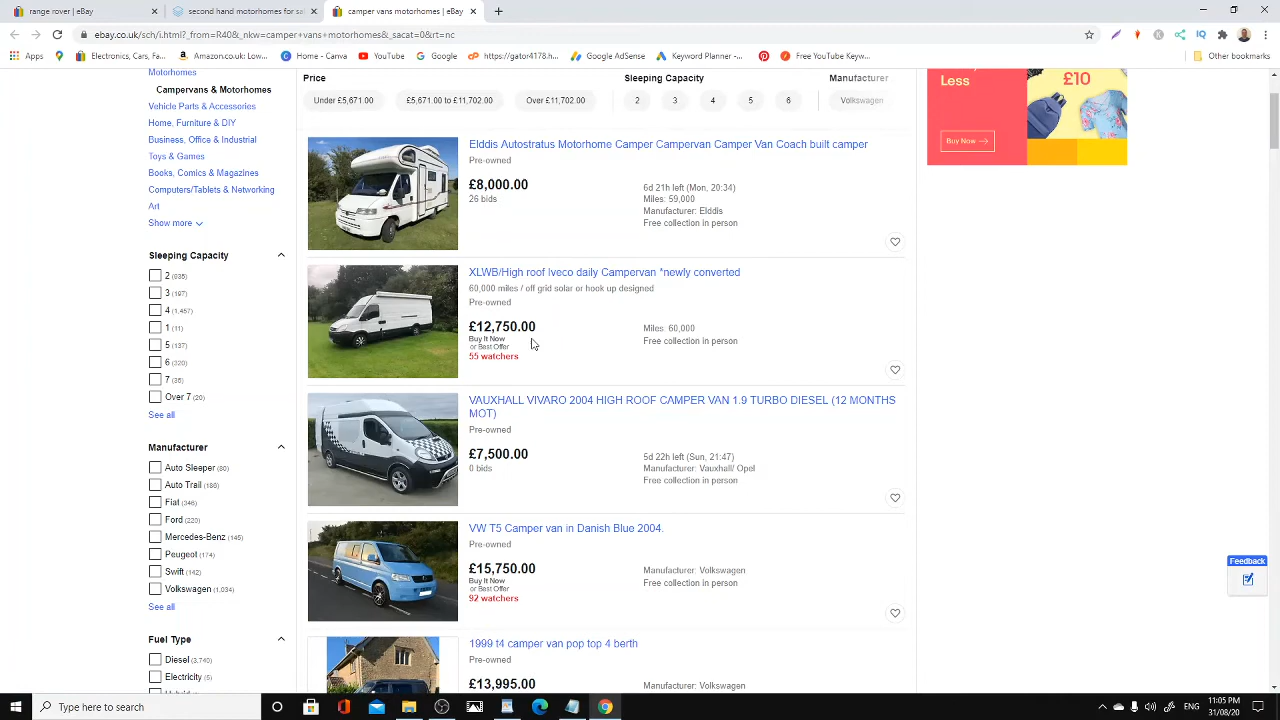 range rover | eBay
second hand motorhomes for sal
camper vans motorhomes | eBay
ebay.co.uk/sch/i.html?_from=R40&_nkw=camper+vans+motorhomes&_sacat=0&rt=nc
Apps
Electronics, Cars, Fa...
Amazon.co.uk: Low...
Home - Canva
YouTube
Google
https://gator4178.h...
Google AdSense
Keyword Planner -...
Free YouTube Keyw...
Other bookmarks
Motorhomes
Campervans & Motorhomes
Vehicle Parts & Accessories
Home, Furniture & DIY
Business, Office & Industrial
Toys & Games
Books, Comics & Magazines
Computers/Tablets & Networking
Art
Show more
Sleeping Capacity
2 (935)
3 (197)
4 (1,457)
1 (11)
5 (137)
6 (320)
7 (35)
Over 7 (20)
See all
Manufacturer
Auto Sleeper (80)
Auto Trail (186)
Fiat (346)
Ford (220)
Mercedes-Benz (145)
Peugeot (174)
Swift (142)
Volkswagen (1,034)
See all
Fuel Type
Diesel (3,740)
Electricity (5)
Price
Sleeping Capacity
Manufacturer
Under £5,671.00
£5,671.00 to £11,702.00
Over £11,702.00
2
4
5
6
Volkswagen
Elddis Autostratus Motorhome Camper Campervan Camper Van Coach built camper
Pre-owned
£8,000.00
26 bids
6d 21h left (Mon, 20:34)
Miles: 59,000
Manufacturer: Elddis
Free collection in person
XLWB/High roof Iveco daily Campervan *newly converted
60,000 miles / off grid solar or hook up designed
Pre-owned
£12,750.00
Buy It Now
or Best Offer
55 watchers
Miles: 60,000
Free collection in person
VAUXHALL VIVARO 2004 HIGH ROOF CAMPER VAN 1.9 TURBO DIESEL (12 MONTHS
MOT)
Pre-owned
£7,500.00
0 bids
5d 22h left (Sun, 21:47)
Manufacturer: Vauxhall/ Opel
Free collection in person
VW T5 Camper van in Danish Blue 2004.
Pre-owned
£15,750.00
Buy It Now
or Best Offer
92 watchers
Manufacturer: Volkswagen
Free collection in person
1999 t4 camper van pop top 4 berth
Pre-owned
£13,995.00
Manufacturer: Volkswagen
Less
£10
Buy Now
Feedback
Type here to search
ENG
11:05 PM
31/08/20